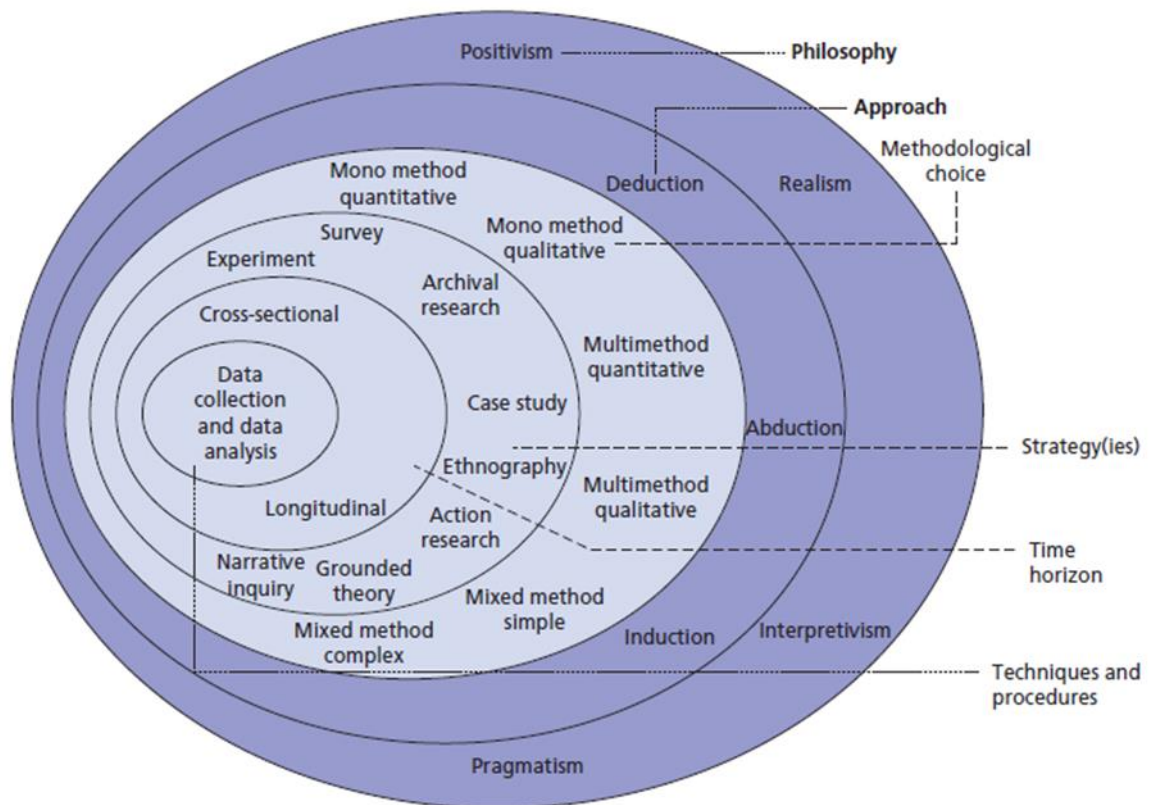 Positivism
Philosophy
Approach
Methodological
choice
Mono method
quantitative
Deduction
Realism
Mono method
qualitative
Survey
Experiment
Archival
research
Cross-sectional
Multimethod
quantitative
Data
collection
and data
analysis
Case study
Abduction
Strategy(ies)
Ethnography
Multimethod
qualitative
Longitudinal
Action
research
Time
horizon
Narrative
inquiry
Grounded
theory
Mixed method
simple
Mixed method
complex
Induction
Interpretivism
Techniques and
procedures
Pragmatism